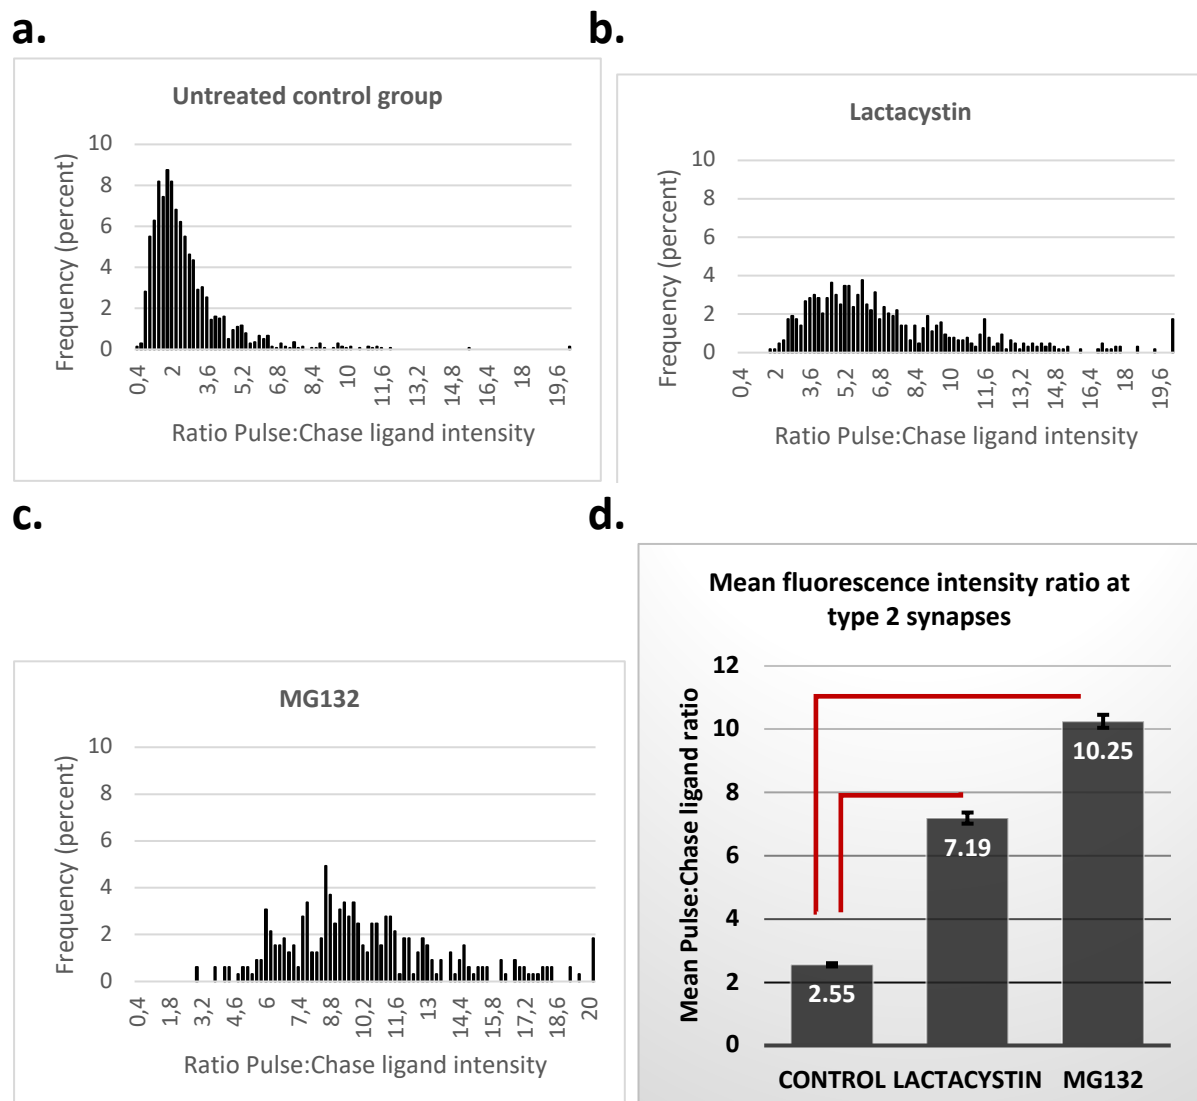 a.
Untreated control group
Frequency (percent)
10
8
6
4
2
0
0,4 2 3,6 5,2 6,8 8,4 10 11,6 13,2 14,8 16,4 18 19,6
Ratio Pulse:Chase ligand intensity
b.
Lactacystin
Frequency (percent)
10
8
6
4
2
0
0,4 2 3,6 5,2 6,8 8,4 10 11,6 13,2 14,8 16,4 18 19,6
Ratio Pulse:Chase ligand intensity
c.
MG132
Frequency (percent)
10
8
6
4
2
0
0,4 1,8 3,2 4,6 6 7,4 8,8 10,2 11,6 13 14,4 15,8 17,2 18,6 20
Ratio Pulse:Chase ligand intensity
d.
Mean fluorescence intensity ratio at
type 2 synapses
Mean Pulse:Chase ligand ratio
12
10
8
6
4
2
0
2.55
7.19
10.25
CONTROL LACTACYSTIN MG132